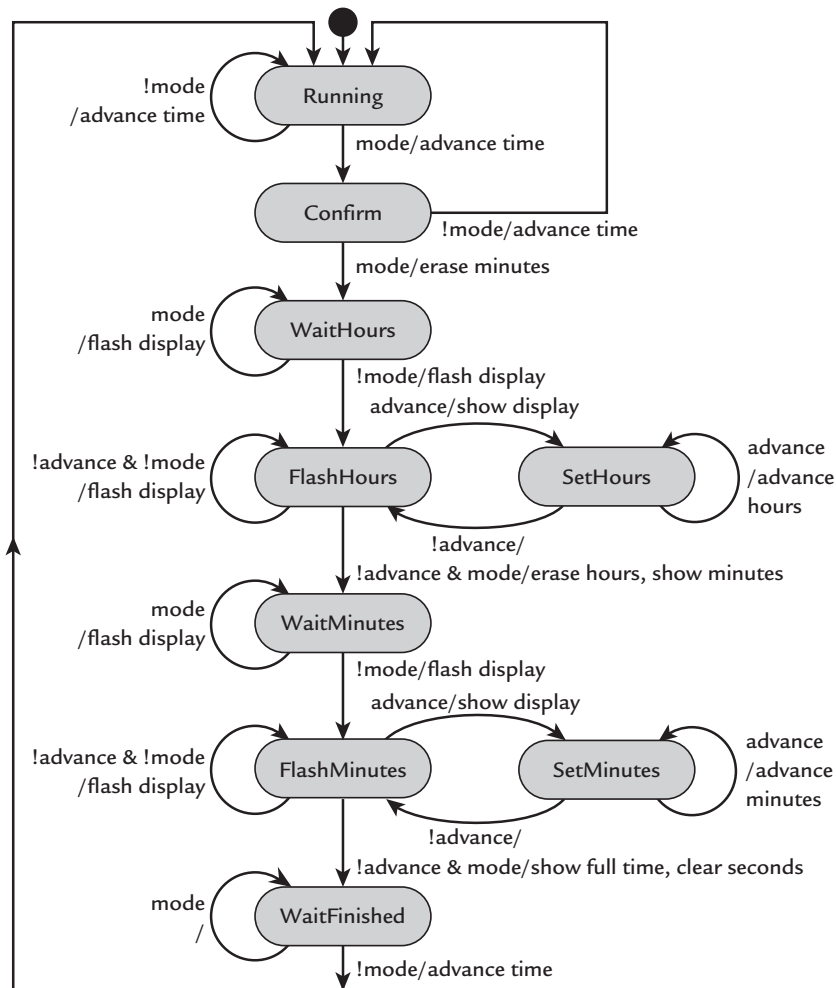 !mode
/advance time
Running
mode/advance time
Confirm
!mode/advance time
mode/erase minutes
mode
/flash display
WaitHours
!mode/flash display
advance/show display
!advance & !mode
/flash display
FlashHours
SetHours
advance
/advance
hours
!advance/
!advance & mode/erase hours, show minutes
mode
/flash display
WaitMinutes
!mode/flash display
advance/show display
!advance & !mode
/flash display
FlashMinutes
SetMinutes
advance
/advance
minutes
!advance/
!advance & mode/show full time, clear seconds
mode
/
WaitFinished
!mode/advance time